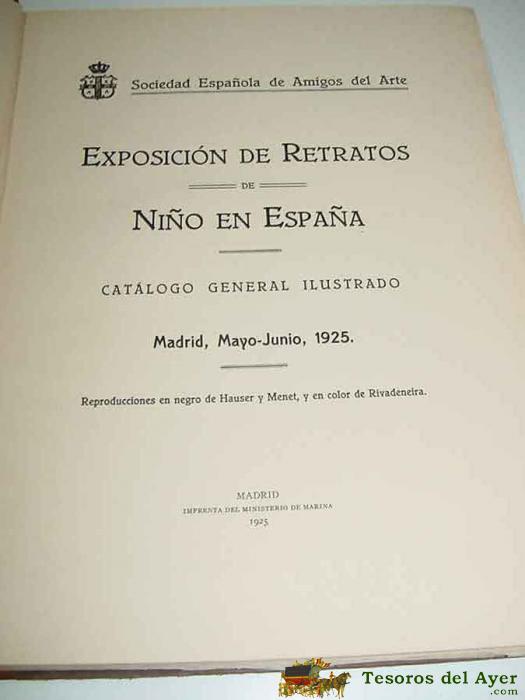 Sociedad Española de Amigos del Arte
EXPOSICIÓN DE RETRATOS
DE
NIÑO EN ESPAÑA
CATÁLOGO GENERAL ILUSTRADO
Madrid, Mayo-Junio, 1925.
Reproducciones en negro de Hauser y Menet, y en color de Rivadeneira.
MADRID
IMPRENTA DEL MINISTERIO DE MARINA
1925
Tesoros del Ayer
.com